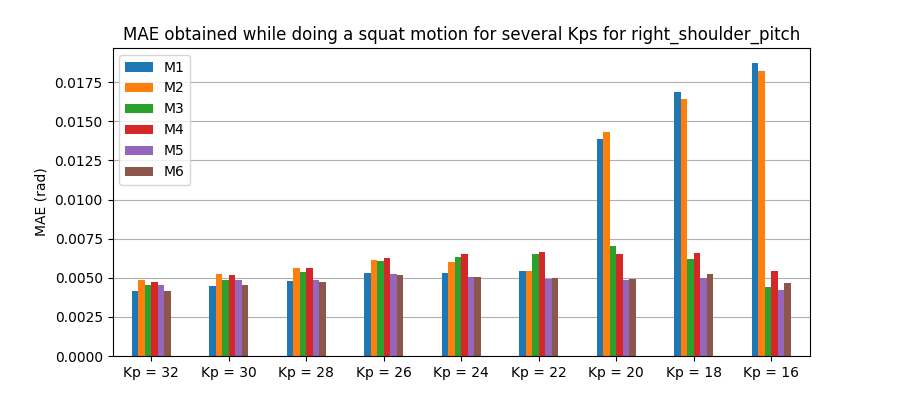 MAE obtained while doing a squat motion for several Kps for right_shoulder_pitch
M1
M2
M3
M4
M5
M6
MAE (rad)
0.0175
0.0150
0.0125
0.0100
0.0075
0.0050
0.0025
0.0000
Kp = 32 Kp = 30 Kp = 28 Kp = 26 Kp = 24 Kp = 22 Kp = 20 Kp = 18 Kp = 16